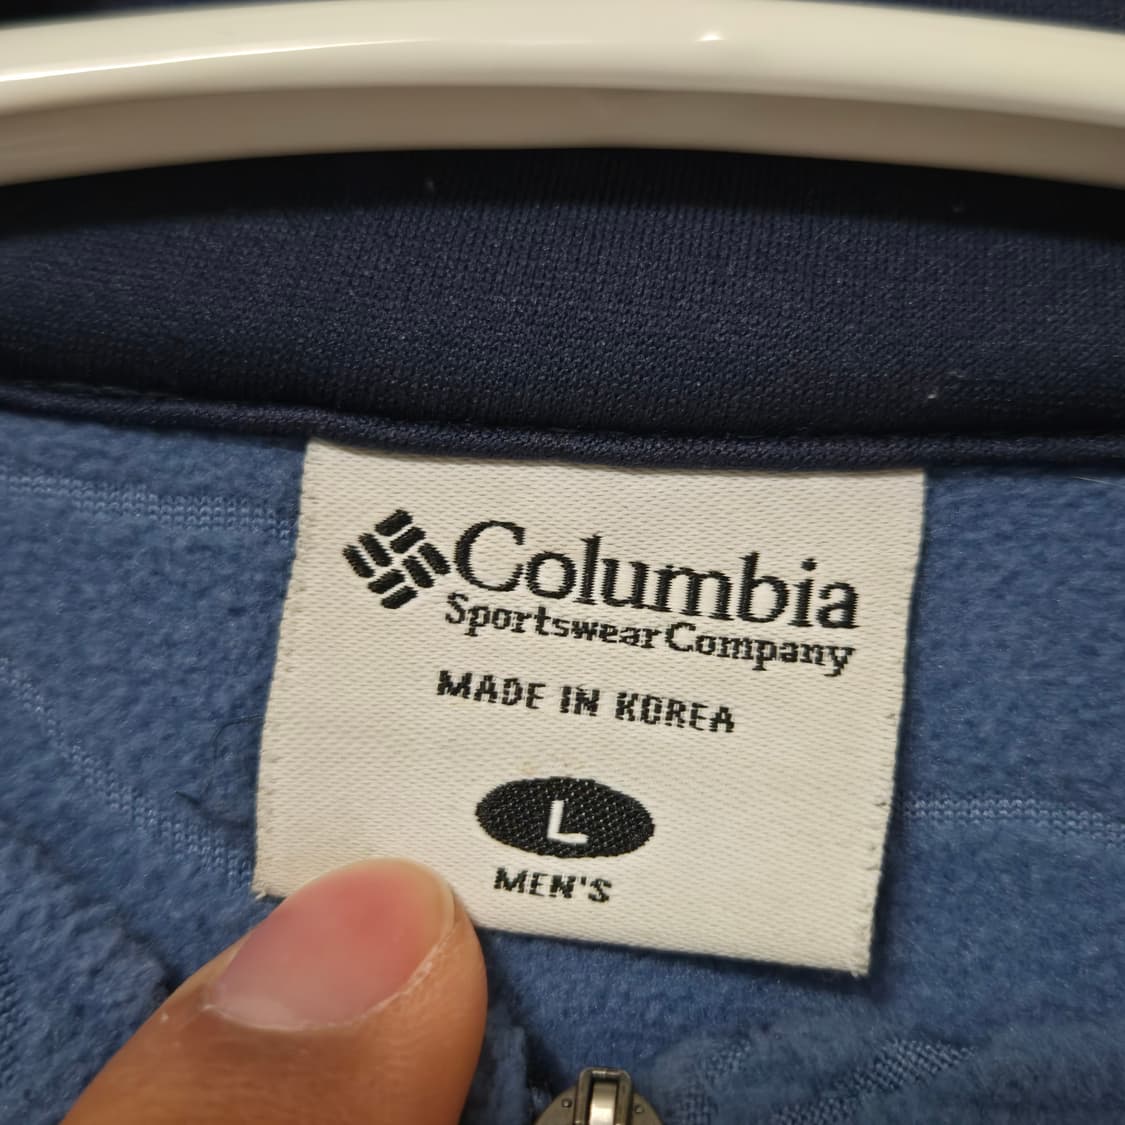 Columbia
Sportswear Company
MADE IN KOREA
L
MEN'S